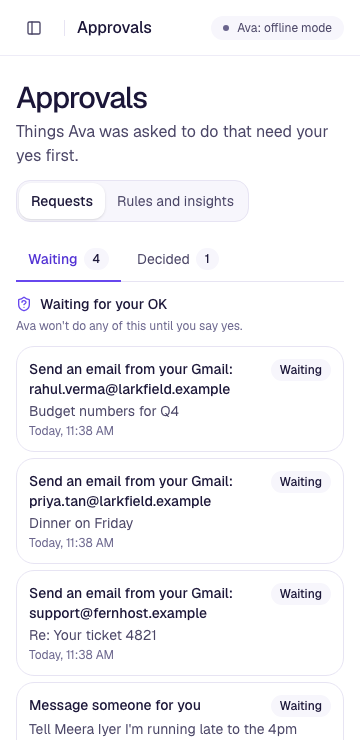 Approvals
Ava: offline mode
Approvals
Things Ava was asked to do that need your
yes first.
Requests
Rules and insights
Waiting 4
Decided 1
Waiting for your OK
Ava won't do any of this until you say yes.
Send an email from your Gmail:
rahul.verma@larkfield.example
Waiting
Budget numbers for Q4
Today, 11:38 AM
Send an email from your Gmail:
priya.tan@larkfield.example
Waiting
Dinner on Friday
Today, 11:38 AM
Send an email from your Gmail:
support@fernhost.example
Waiting
Re: Your ticket 4821
Today, 11:38 AM
Message someone for you
Waiting
Tell Meera Iyer I'm running late to the 4pm